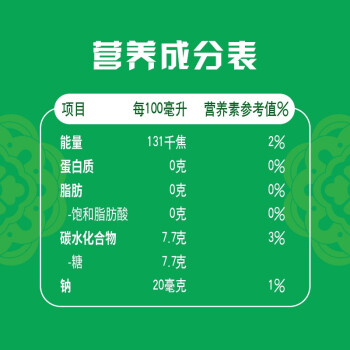 营养成分表
项目 每100毫升 营养素参考值%
能量 131千焦 2%
蛋白质 0克 0%
脂肪 0克 0%
-饱和脂肪酸 0克 0%
碳水化合物 7.7克 3%
-糖 7.7克
钠 20毫克 1%